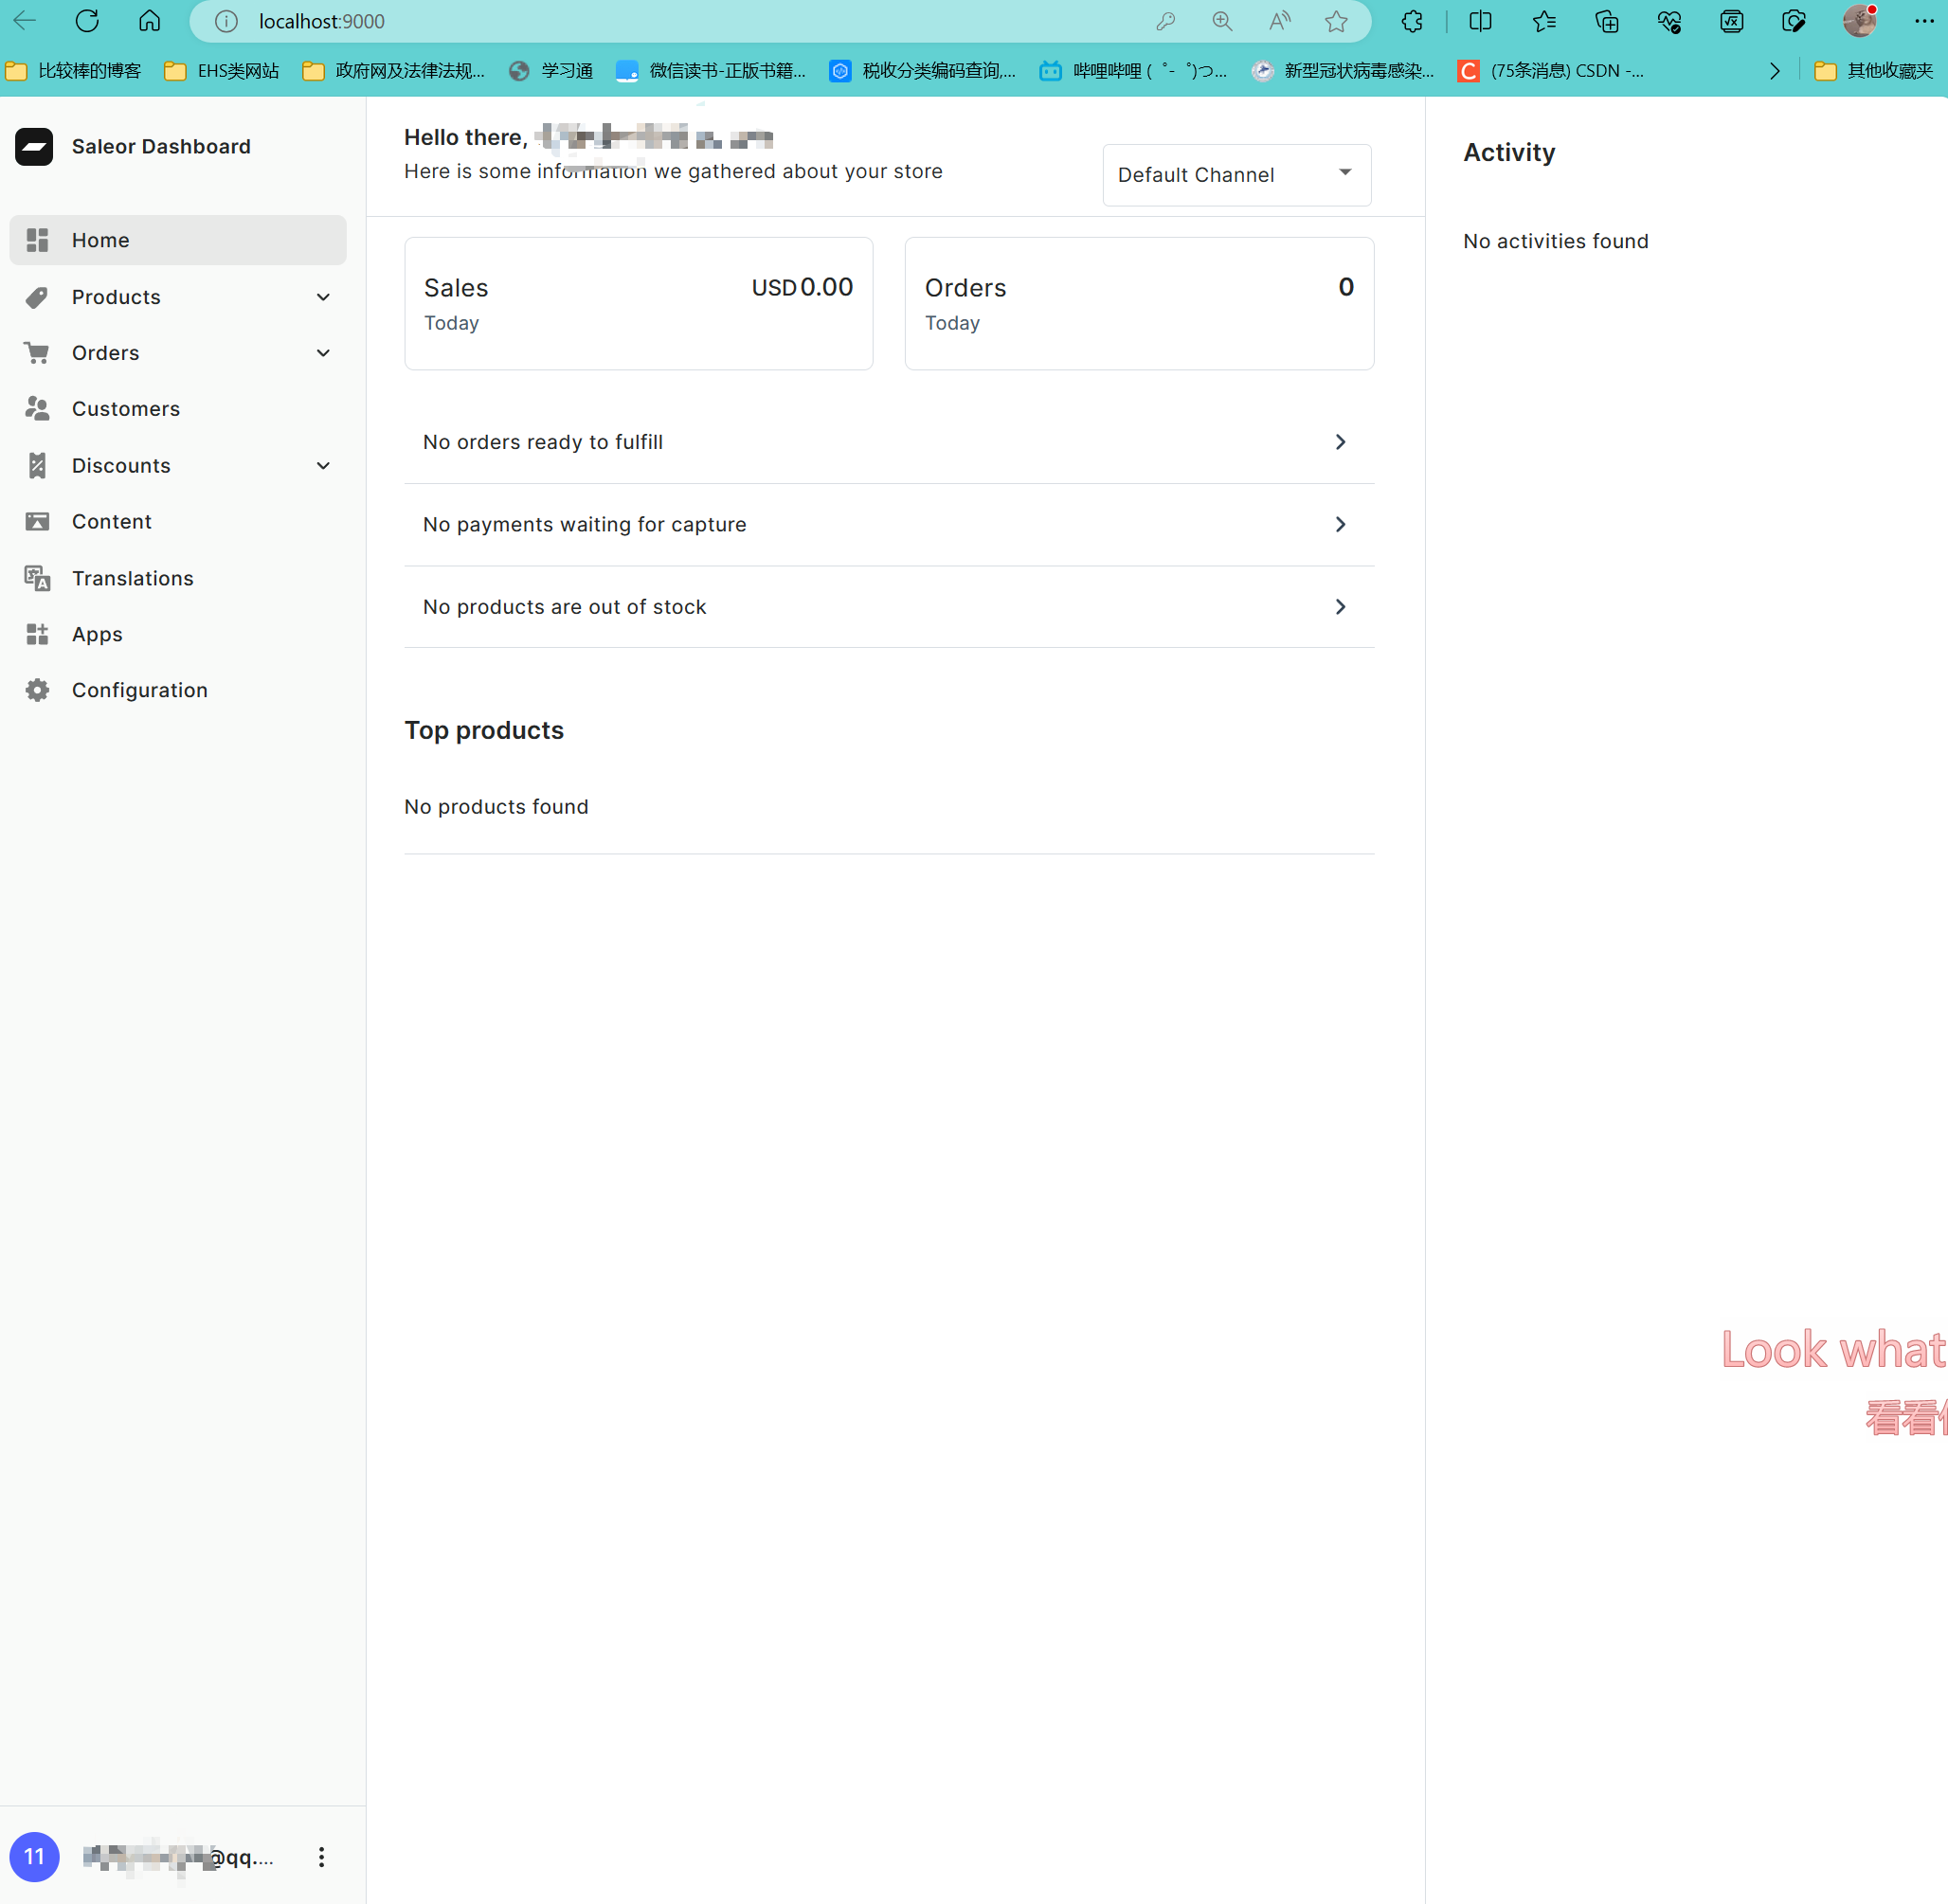 localhost:9000
比较棒的博客 EHS类网站 政府网及法律法规... 学习通 微信读书-正版书籍... 税收分类编码查询,... 哔哩哔哩 (゜-゜)つ... 新型冠状病毒感染... (75条消息) CSDN -... 其他收藏夹
Saleor Dashboard
Home
Products
Orders
Customers
Discounts
Content
Translations
Apps
Configuration
11
@qq....
Hello there,
Here is some information we gathered about your store
Default Channel
Sales USD 0.00
Today
Orders 0
Today
No orders ready to fulfill
No payments waiting for capture
No products are out of stock
Top products
No products found
Activity
No activities found
Look what
看看